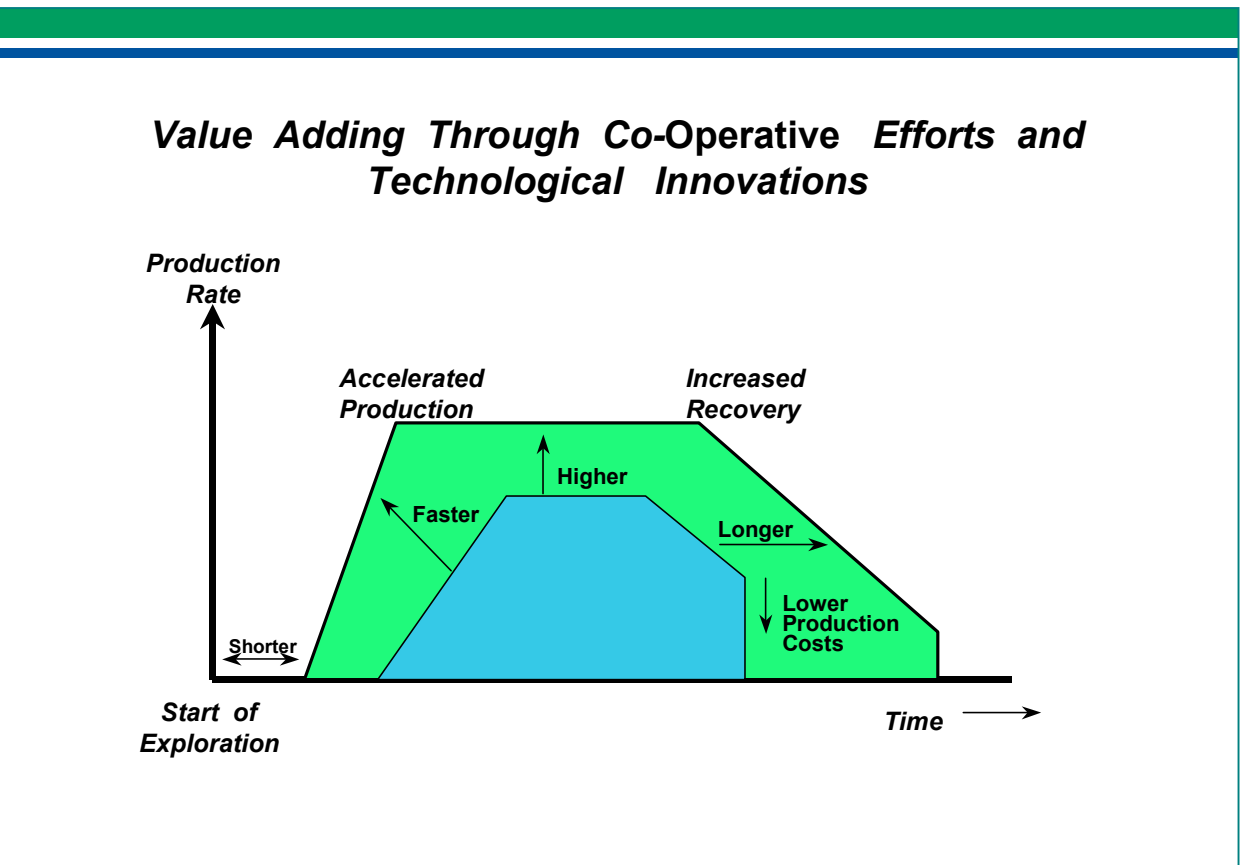 Value Adding Through Co-Operative Efforts and
Technological Innovations
Production
Rate
Accelerated
Production
Increased
Recovery
Higher
Faster
Longer
Lower
Production
Costs
Shorter
Start of
Exploration
Time